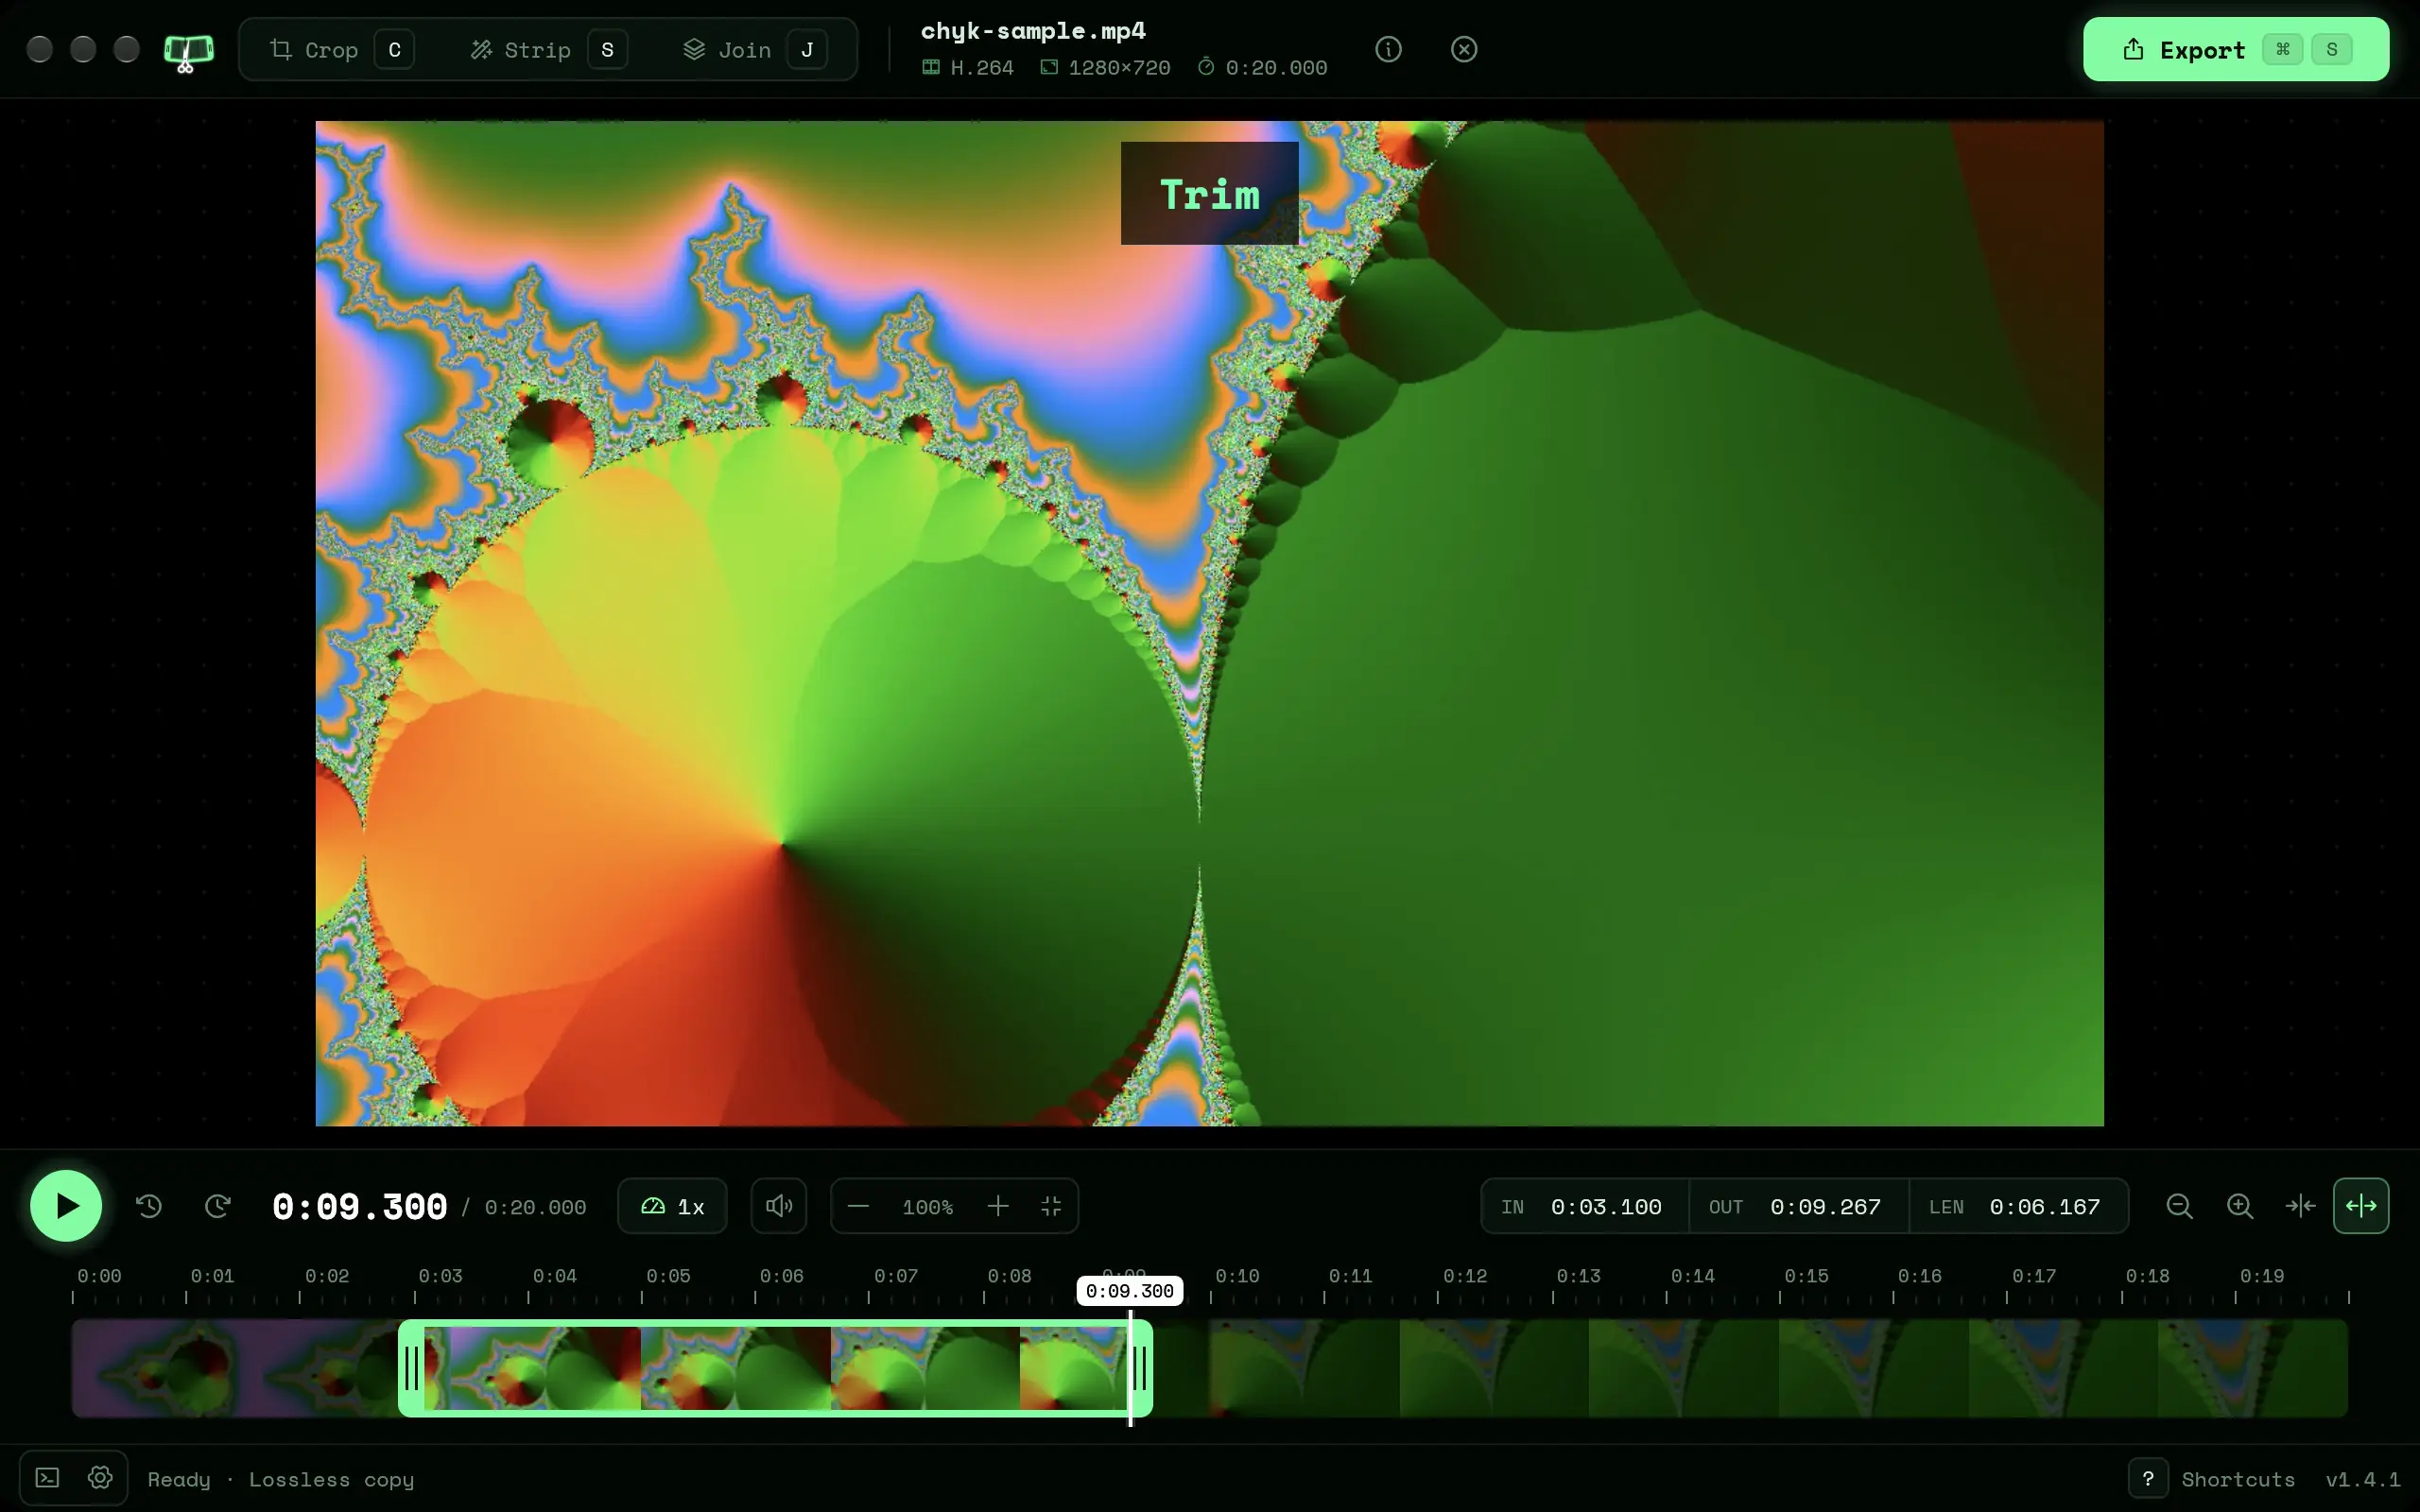 Crop C Strip S Join J
chyk-sample.mp4
H.264 1280×720 0:20.000
Export ⌘ S
Trim
0:09.300 / 0:20.000 1x 100% IN 0:03.100 OUT 0:09.267 LEN 0:06.167
0:00 0:01 0:02 0:03 0:04 0:05 0:06 0:07 0:08 0:09 0:10 0:11 0:12 0:13 0:14 0:15 0:16 0:17 0:18 0:19
0:09.300
Ready · Lossless copy ? Shortcuts v1.4.1